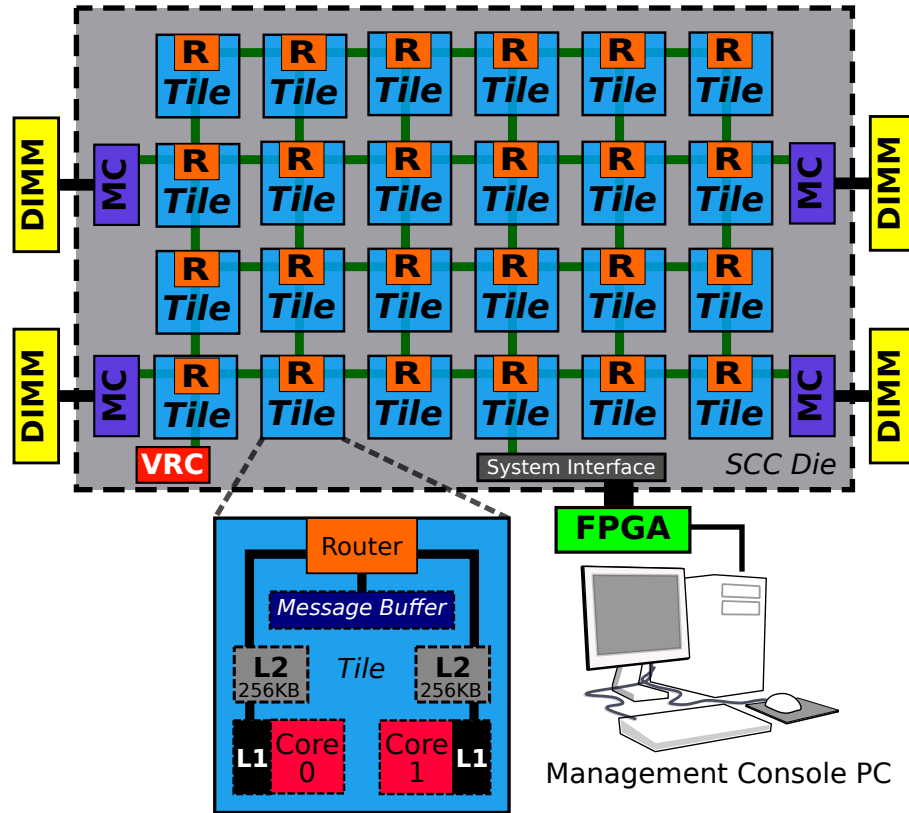 R R R R R R
Tile Tile Tile Tile Tile Tile
DIMM MC R R R R R R MC DIMM
Tile Tile Tile Tile Tile Tile
R R R R R R
Tile Tile Tile Tile Tile Tile
DIMM MC R R R R R R MC DIMM
Tile Tile Tile Tile Tile Tile
VRC System Interface SCC Die
FPGA
Router
Message Buffer
L2 Tile L2
256KB 256KB
L1 Core Core L1
0 1
Management Console PC